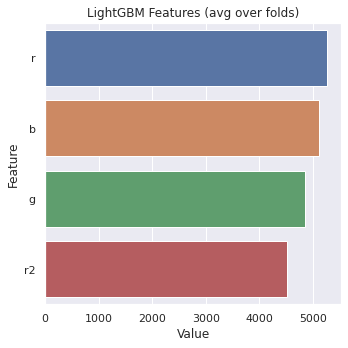 LightGBM Features (avg over folds)
r
b
g
r2
Feature
0 1000 2000 3000 4000 5000
Value